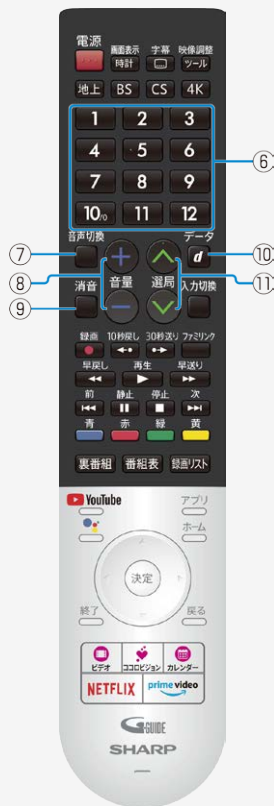 電源 画面表示 字幕 映像調整
時計 ツール
地上 BS CS 4K
1 2 3
4 5 6 ⑥
7 8 9
10/0 11 12
⑦ 音声切換 データ
d ⑩
⑧ + 音量 − 選局 ⑪
⑨ 消音 入力切換
録画 10秒戻し 30秒送り ファミリンク
早戻し 再生 早送り
前 静止 停止 次
青 赤 緑 黄
裏番組 番組表 録画リスト
YouTube アプリ
ホーム
決定
終了 戻る
ビデオ ココロビジョン カレンダー
NETFLIX prime video
G-GUIDE
SHARP